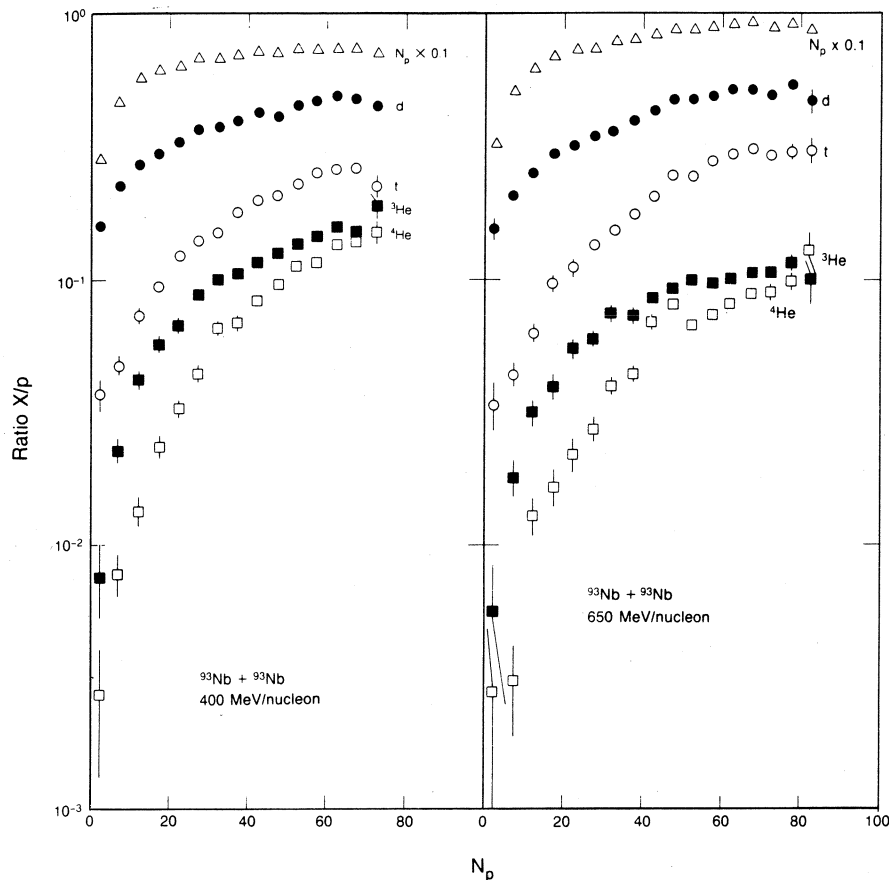 Ratio X/p
10⁰
10⁻¹
10⁻²
10⁻³
Nₚ × 0.1
d
t
³He
⁴He
⁹³Nb + ⁹³Nb
400 MeV/nucleon
0 20 40 60 80
Nₚ x 0.1
d
t
³He
⁴He
⁹³Nb + ⁹³Nb
650 MeV/nucleon
0 20 40 60 80 100
Nₚ